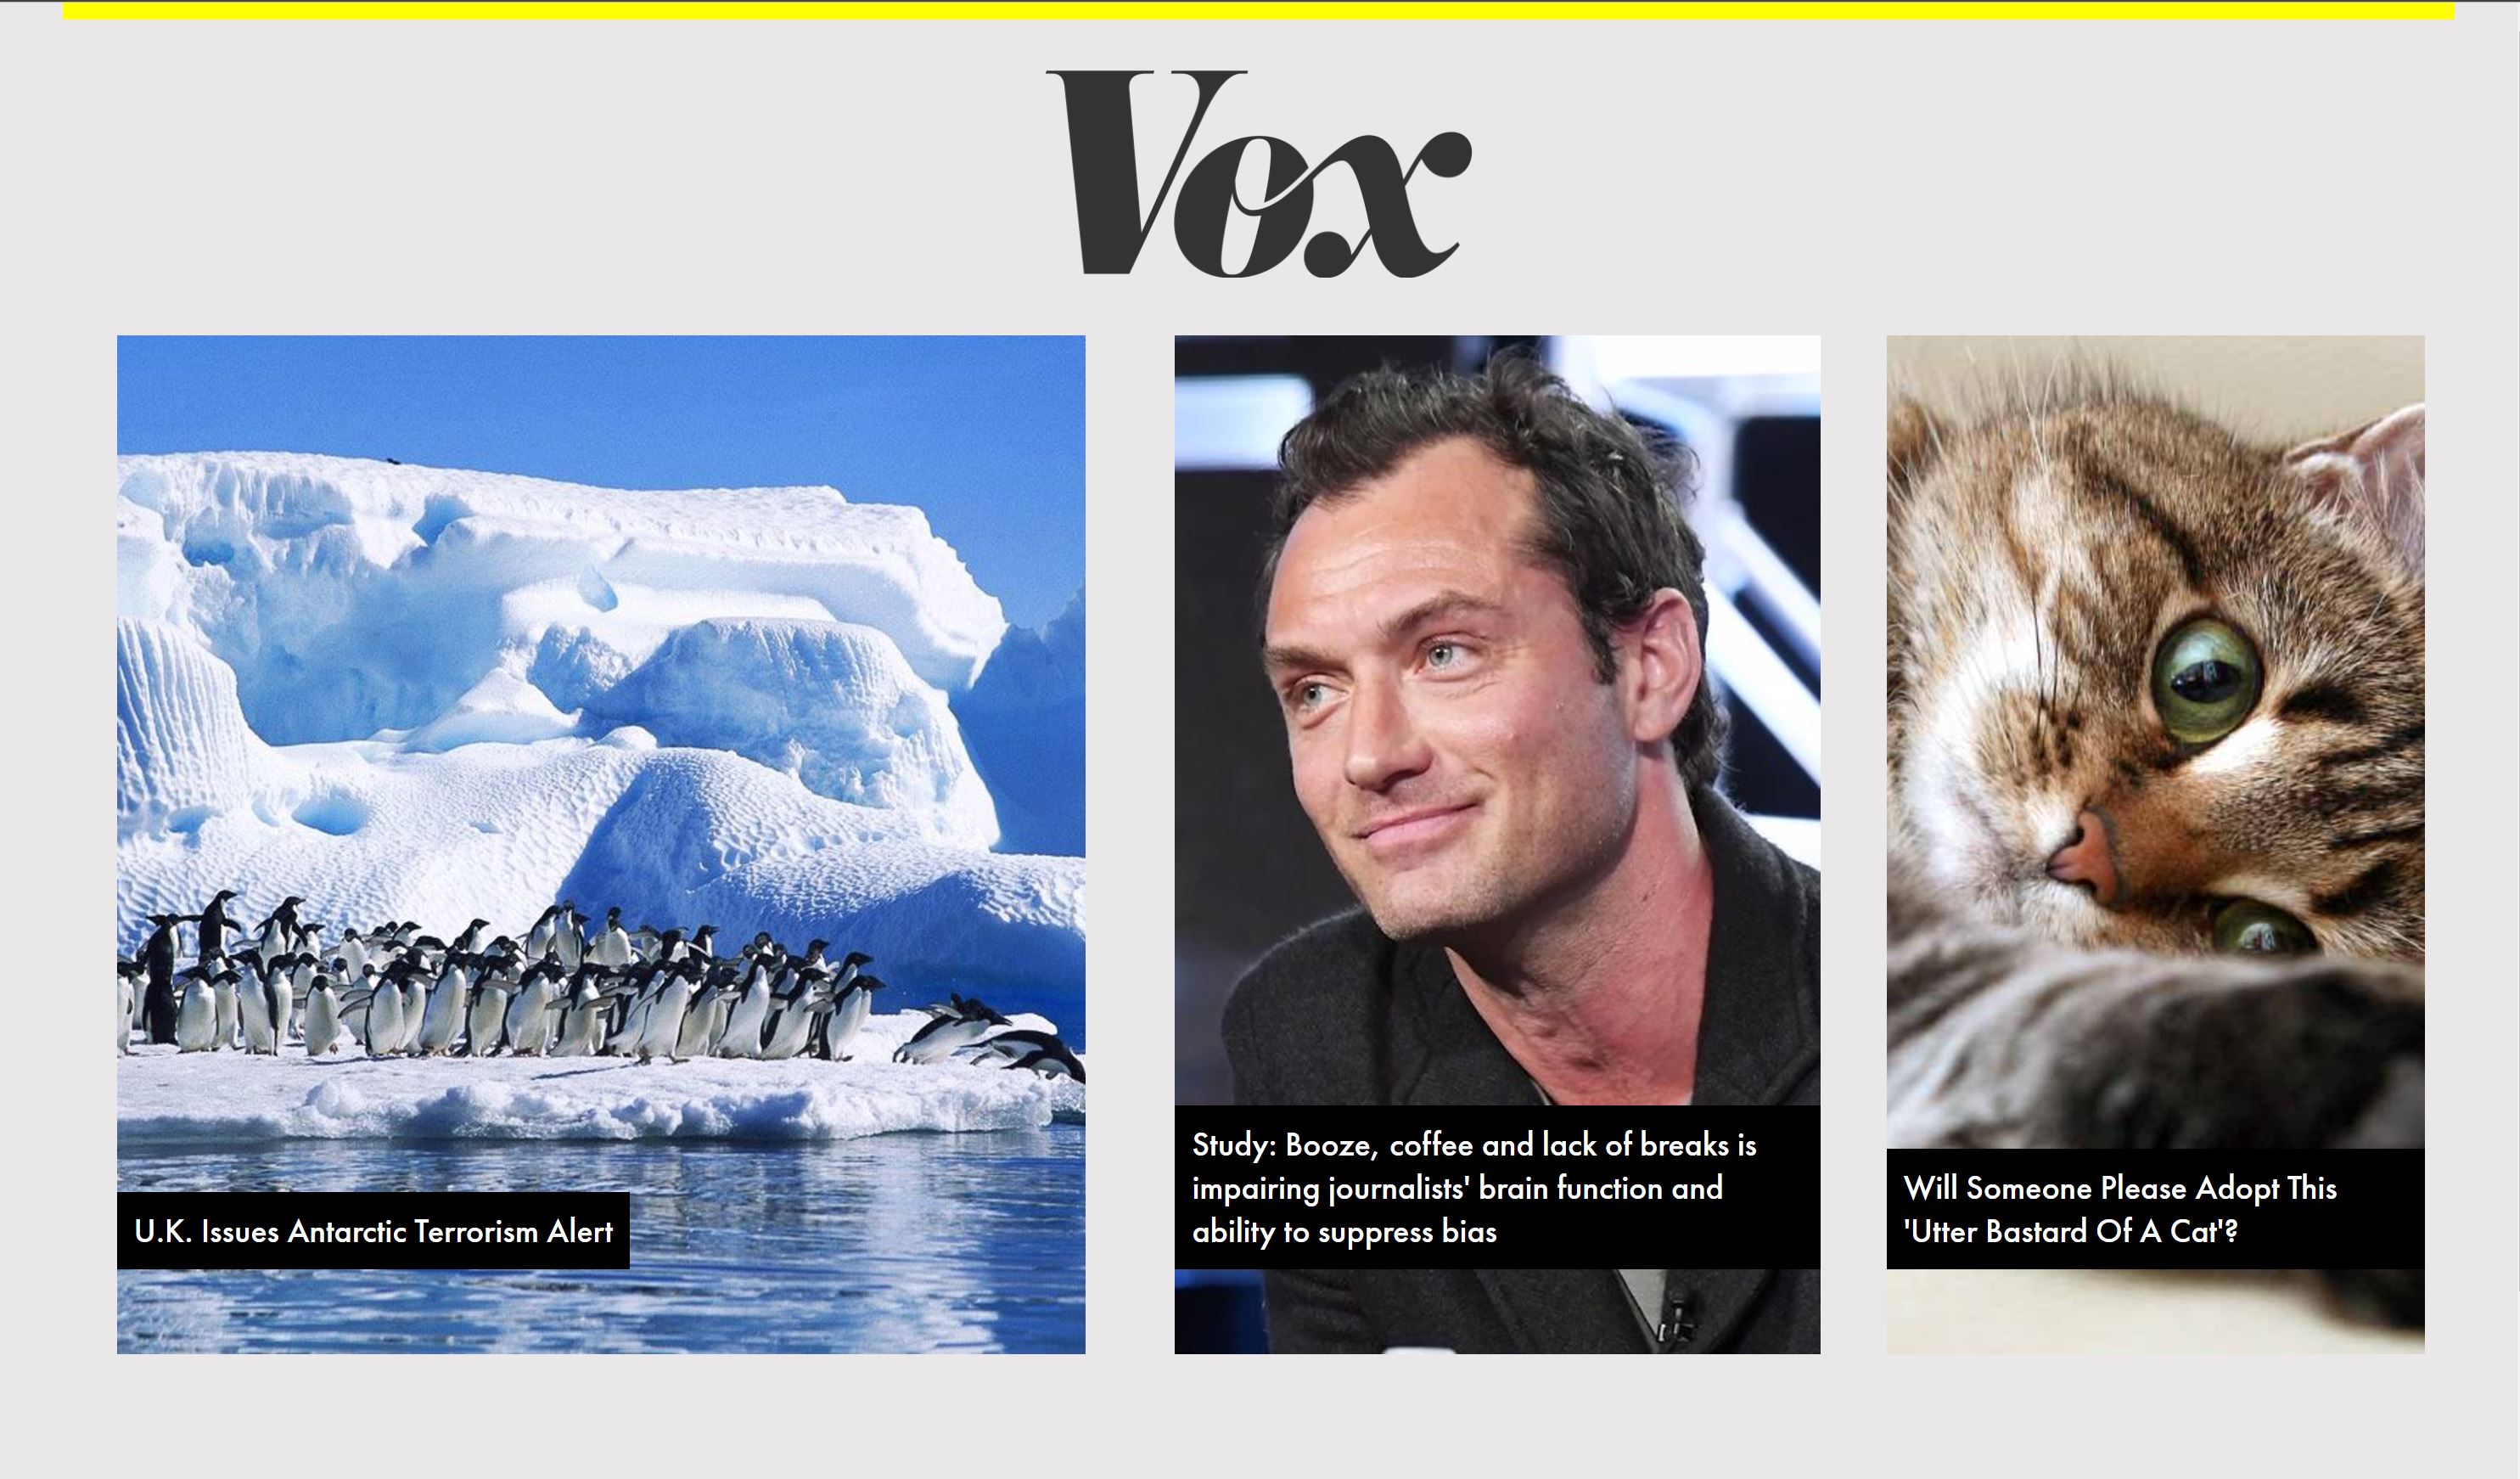 Vox
U.K. Issues Antarctic Terrorism Alert
Study: Booze, coffee and lack of breaks is
impairing journalists' brain function and
ability to suppress bias
Will Someone Please Adopt This
'Utter Bastard Of A Cat'?